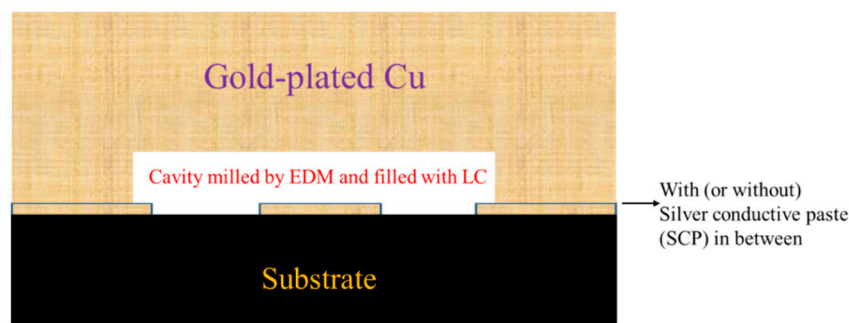 Gold-plated Cu
Cavity milled by EDM and filled with LC
With (or without)
Silver conductive paste
(SCP) in between
Substrate